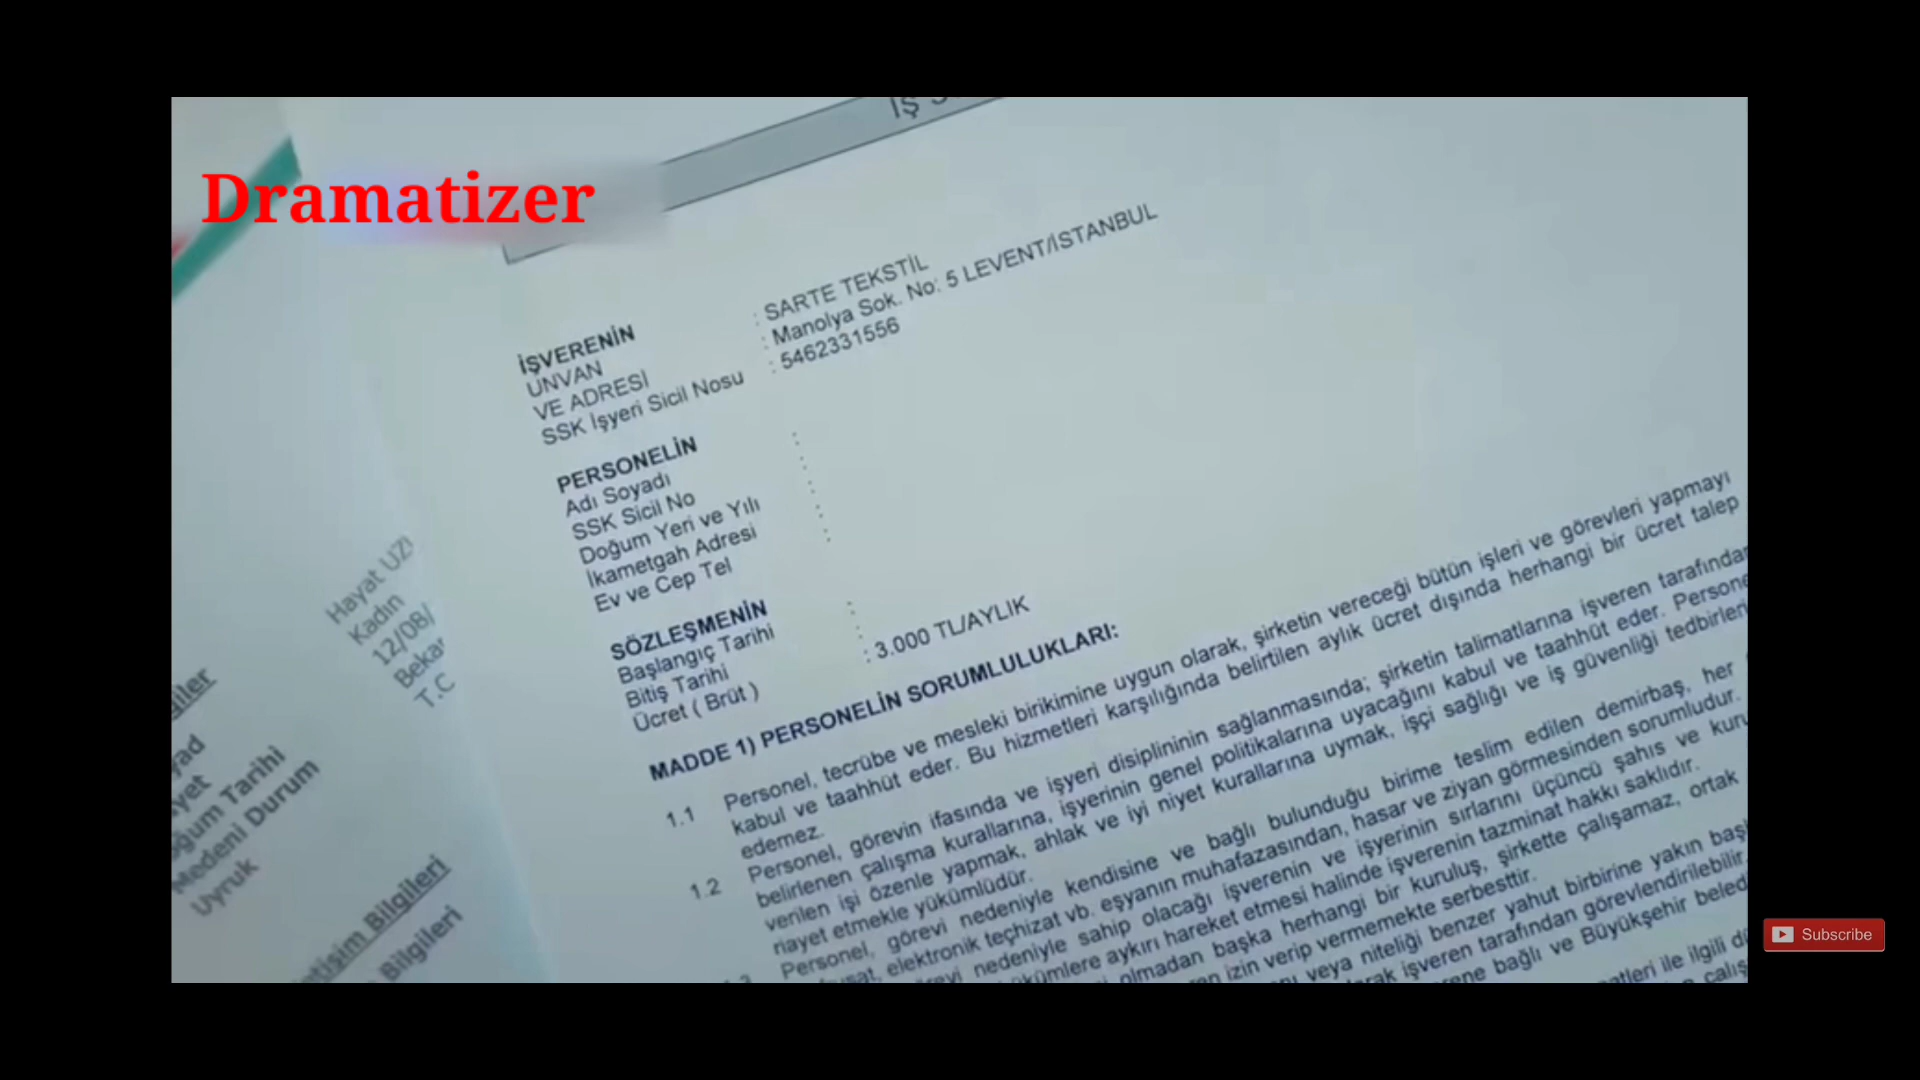 Dramatizer
İŞ
İŞVERENİN
ÜNVAN : SARTE TEKSTİL
VE ADRESİ : Manolya Sok. No: 5 LEVENT/İSTANBUL
SSK İşyeri Sicil Nosu : 5462331556
PERSONELİN
Adı Soyadı :
SSK Sicil No :
Doğum Yeri ve Yılı :
İkametgah Adresi :
Ev ve Cep Tel :
SÖZLEŞMENİN
Başlangıç Tarihi :
Bitiş Tarihi :
Ücret ( Brüt ) : 3.000 TL/AYLIK
MADDE 1) PERSONELİN SORUMLULUKLARI:
1.1 Personel, tecrübe ve mesleki birikimine uygun olarak, şirketin vereceği bütün işleri ve görevleri yapmayı
kabul ve taahhüt eder. Bu hizmetleri karşılığında belirtilen aylık ücret dışında herhangi bir ücret talep
edemez.
1.2 Personel, görevin ifasında ve işyeri disiplininin sağlanmasında; şirketin talimatlarına işveren tarafından
belirlenen çalışma kurallarına, işyerinin genel politikalarına uyacağını kabul ve taahhüt eder. Persone
verilen işi özenle yapmak, ahlak ve iyi niyet kurallarına uymak, işçi sağlığı ve iş güvenliği tedbirleri
riayet etmekle yükümlüdür.
Personel, görevi nedeniyle kendisine ve bağlı bulunduğu birime teslim edilen demirbaş, her
elektronik teçhizat vb. eşyanın muhafazasından, hasar ve ziyan görmesinden sorumludur.
nedeniyle sahip olacağı işverenin ve işyerinin sırlarını üçüncü şahıs ve kuru
aykırı hareket etmesi halinde işverenin tazminat hakkı saklıdır.
olmadan başka herhangi bir kuruluş, şirkette çalışamaz, ortak
izin verip vermemekte serbesttir.
veya niteliği benzer yahut birbirine yakın baş
işveren tarafından görevlendirilebilir.
bağlı ve Büyükşehir beled
ile ilgili
Hayat UZ
Kadın
12/08/
Bekar
T.C
Medeni Durum
Uyruk
Bilgileri
Bilgileri
Subscribe